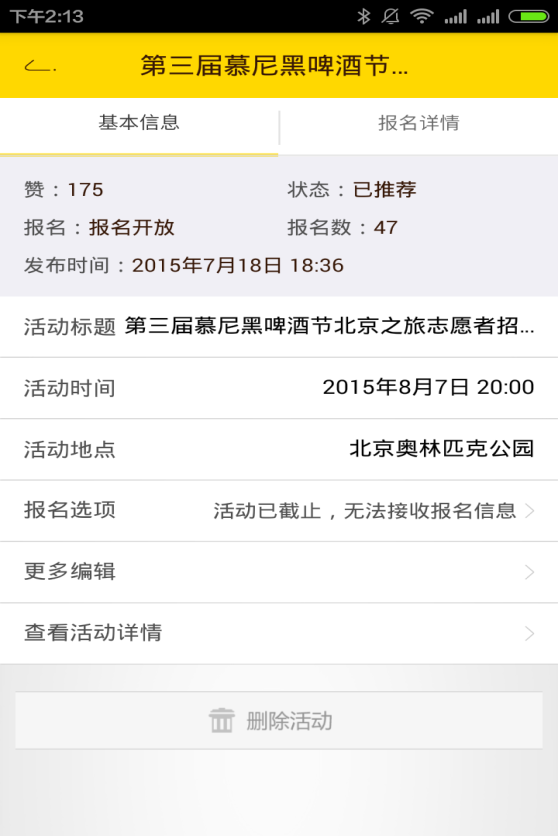 下午2:13
第三届慕尼黑啤酒节...
基本信息 报名详情
赞：175 状态：已推荐
报名：报名开放 报名数：47
发布时间：2015年7月18日 18:36
活动标题 第三届慕尼黑啤酒节北京之旅志愿者招...
活动时间 2015年8月7日 20:00
活动地点 北京奥林匹克公园
报名选项 活动已截止，无法接收报名信息
更多编辑
查看活动详情
删除活动